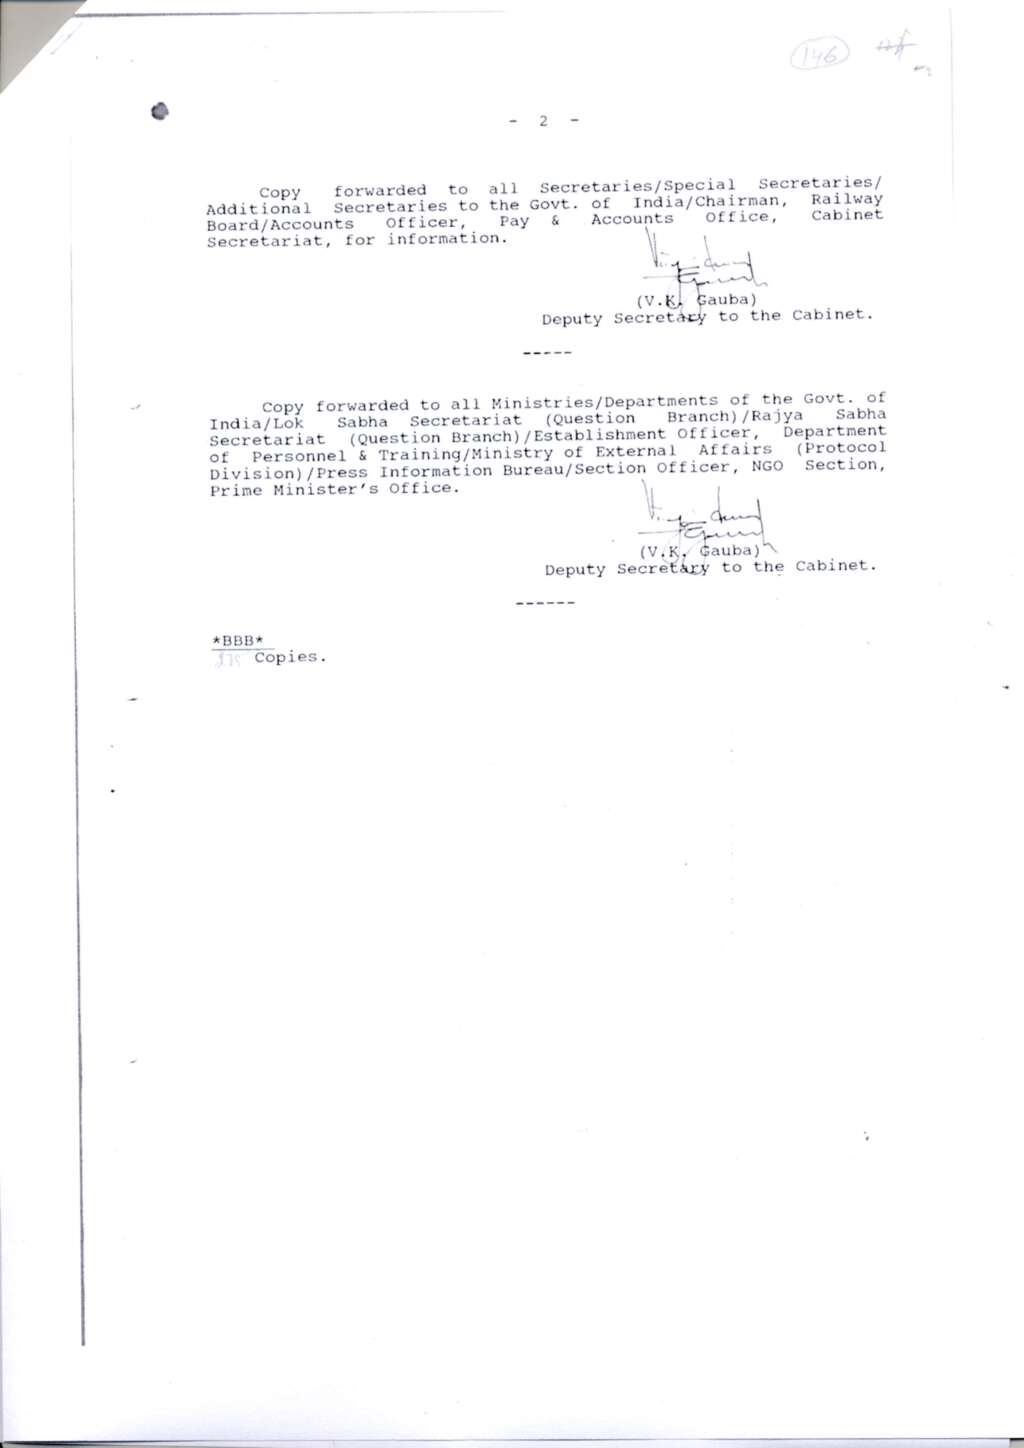 146
- 2 -
Copy forwarded to all Secretaries/Special Secretaries/
Additional Secretaries to the Govt. of India/Chairman, Railway
Board/Accounts Officer, Pay & Accounts Office, Cabinet
Secretariat, for information.
(V.K. Gauba)
Deputy Secretary to the Cabinet.
-----
Copy forwarded to all Ministries/Departments of the Govt. of
India/Lok Sabha Secretariat (Question Branch)/Rajya Sabha
Secretariat (Question Branch)/Establishment Officer, Department
of Personnel & Training/Ministry of External Affairs (Protocol
Division)/Press Information Bureau/Section Officer, NGO Section,
Prime Minister's Office.
(V.K. Gauba)
Deputy Secretary to the Cabinet.
------
*BBB*
Copies.